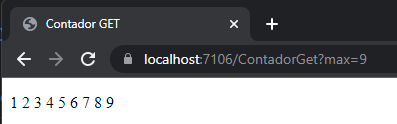 Contador GET
localhost:7106/ContadorGet?max=9
1 2 3 4 5 6 7 8 9